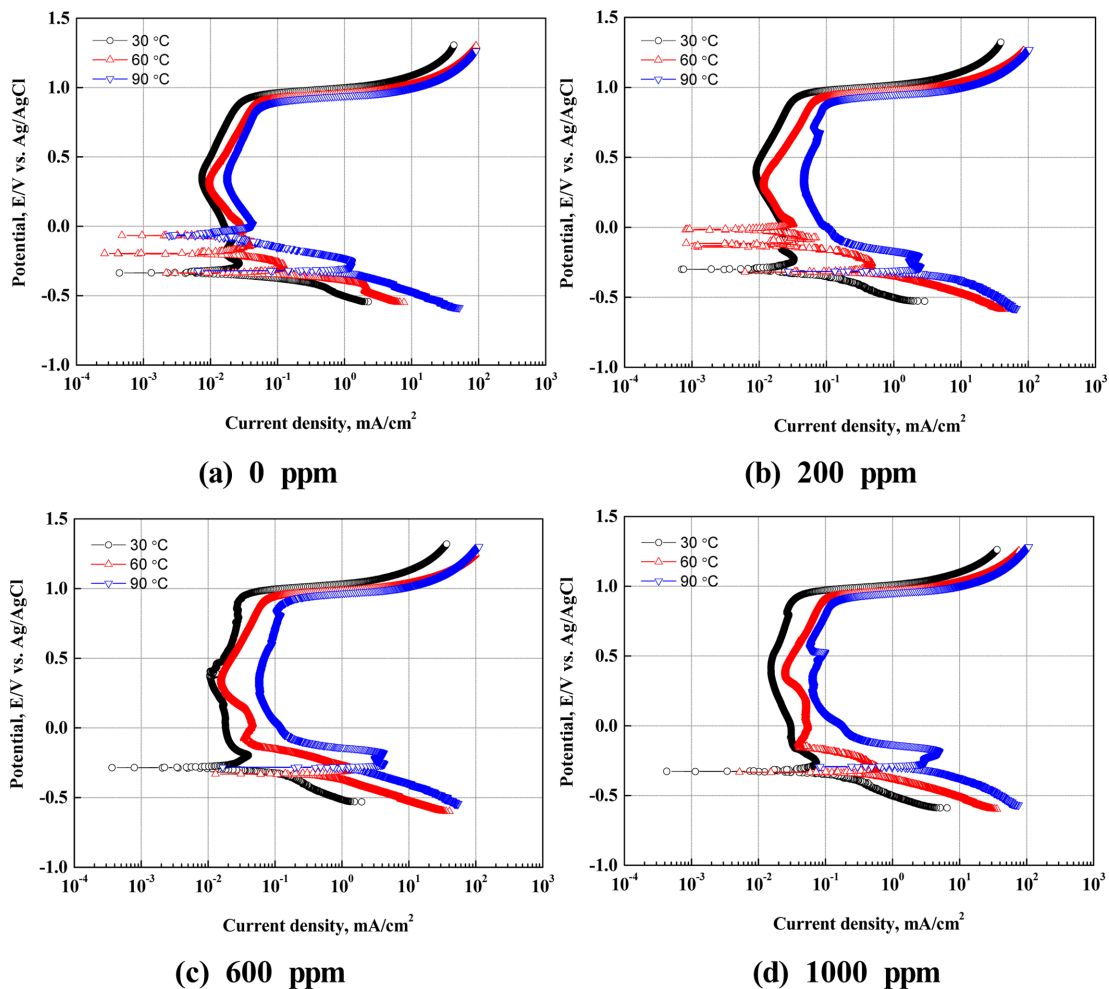 1.5
1.0
0.5
0.0
-0.5
-1.0
Potential, E/V vs. Ag/AgCl
30 °C
60 °C
90 °C
10⁻⁴ 10⁻³ 10⁻² 10⁻¹ 10⁰ 10¹ 10² 10³
Current density, mA/cm²
(a) 0 ppm
1.5
1.0
0.5
0.0
-0.5
-1.0
Potential, E/V vs. Ag/AgCl
30 °C
60 °C
90 °C
10⁻⁴ 10⁻³ 10⁻² 10⁻¹ 10⁰ 10¹ 10² 10³
Current density, mA/cm²
(b) 200 ppm
1.5
1.0
0.5
0.0
-0.5
-1.0
Potential, E/V vs. Ag/AgCl
30 °C
60 °C
90 °C
10⁻⁴ 10⁻³ 10⁻² 10⁻¹ 10⁰ 10¹ 10² 10³
Current density, mA/cm²
(c) 600 ppm
1.5
1.0
0.5
0.0
-0.5
-1.0
Potential, E/V vs. Ag/AgCl
30 °C
60 °C
90 °C
10⁻⁴ 10⁻³ 10⁻² 10⁻¹ 10⁰ 10¹ 10² 10³
Current density, mA/cm²
(d) 1000 ppm